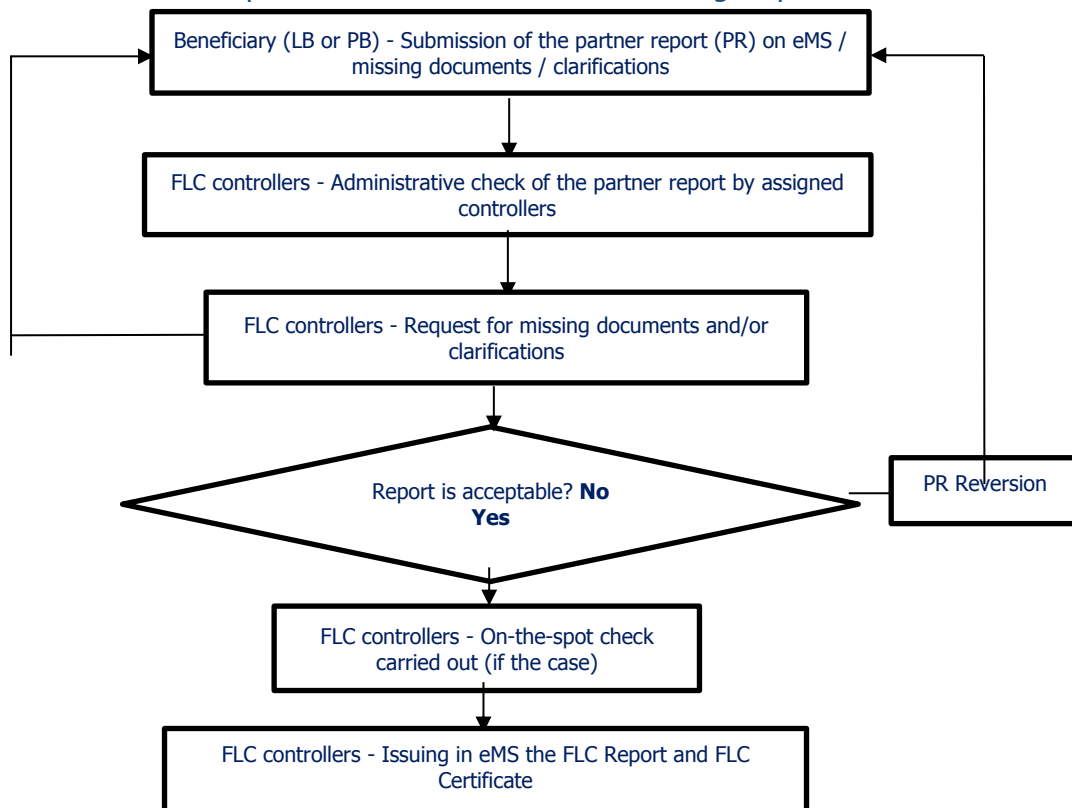 Beneficiary (LB or PB) - Submission of the partner report (PR) on eMS /
missing documents / clarifications
FLC controllers - Administrative check of the partner report by assigned
controllers
FLC controllers - Request for missing documents and/or
clarifications
Report is acceptable? No
Yes
PR Reversion
FLC controllers - On-the-spot check
carried out (if the case)
FLC controllers - Issuing in eMS the FLC Report and FLC
Certificate